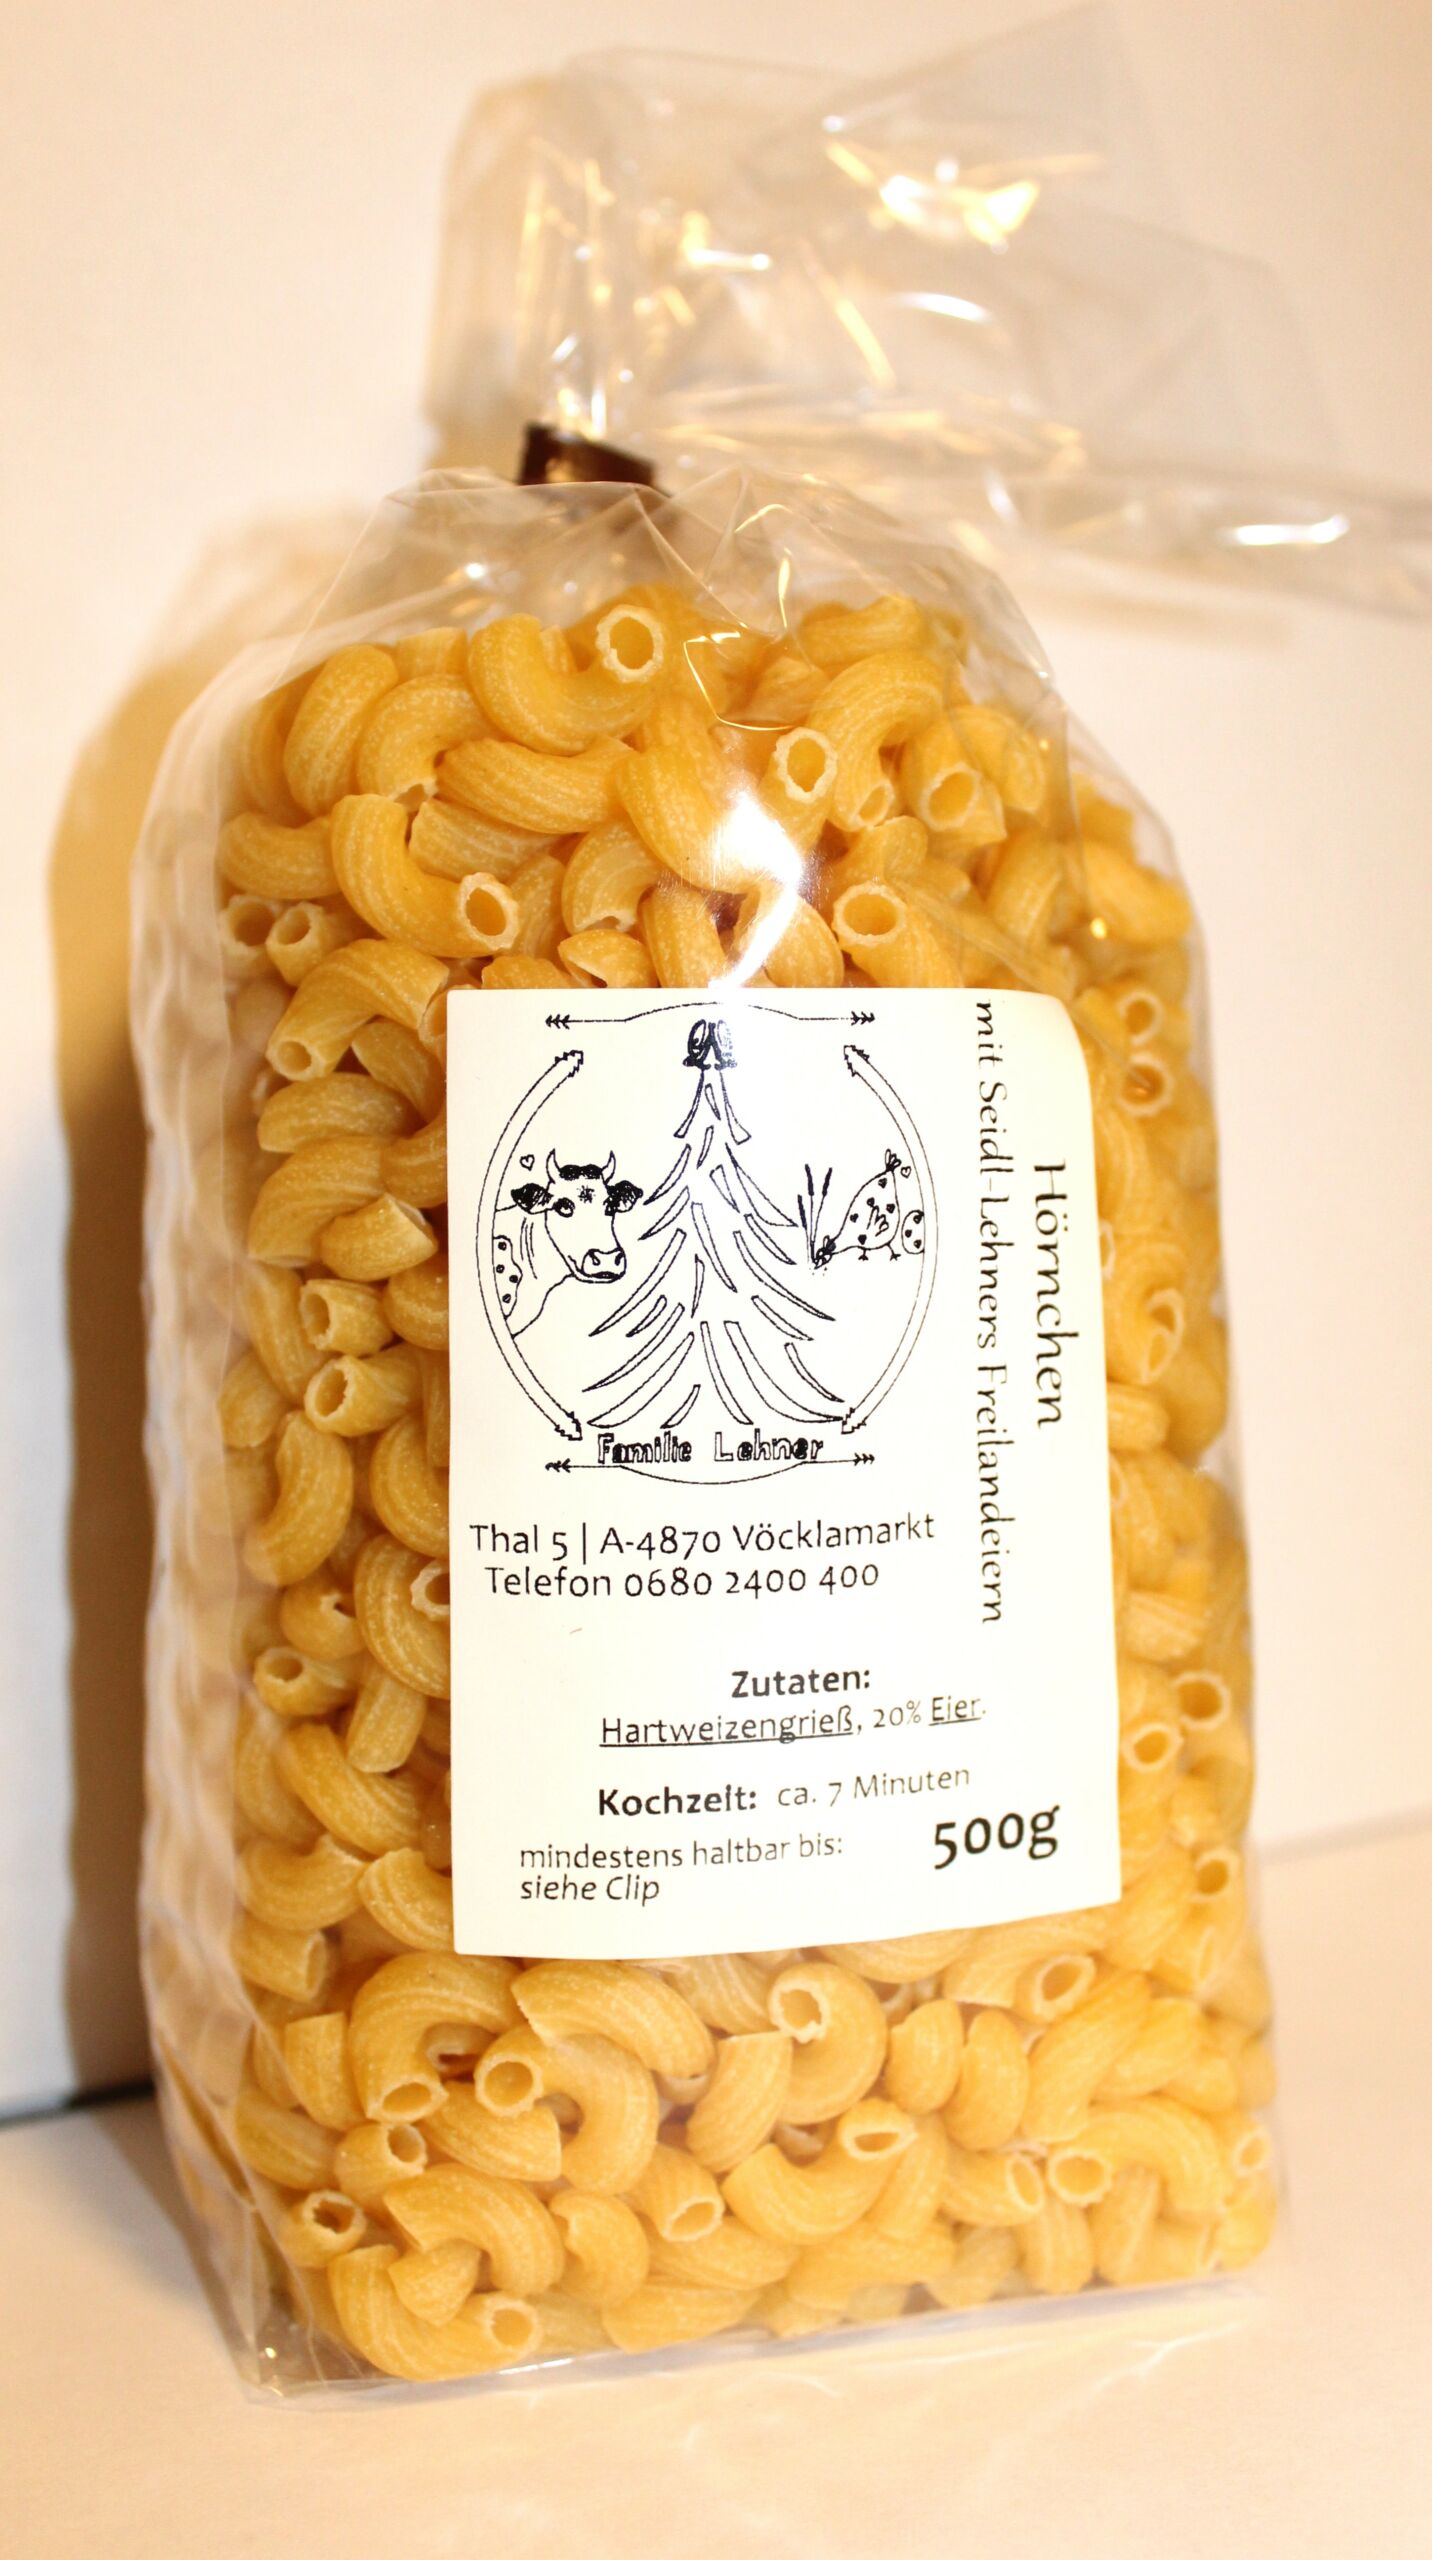 Familie Lehner
Thal 5 | A-4870 Vöcklamarkt
Telefon 0680 2400 400
Hörnchen
mit Seidl-Lehners Freilandeiern
Zutaten:
Hartweizengrieß, 20% Eier.
Kochzeit: ca. 7 Minuten
500g
mindestens haltbar bis:
siehe Clip